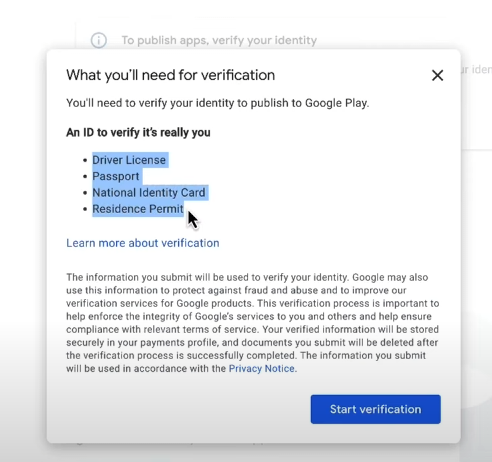 To publish apps, verify your identity
What you'll need for verification
You'll need to verify your identity to publish to Google Play.
An ID to verify it's really you
• Driver License
• Passport
• National Identity Card
• Residence Permit
Learn more about verification
The information you submit will be used to verify your identity. Google may also
use this information to protect against fraud and abuse and to improve our
verification services for Google products. This verification process is important to
help enforce the integrity of Google's services to you and others and help ensure
compliance with relevant terms of service. Your verified information will be stored
securely in your payments profile, and documents you submit will be deleted after
the verification process is successfully completed. The information you submit
will be used in accordance with the Privacy Notice.
Start verification